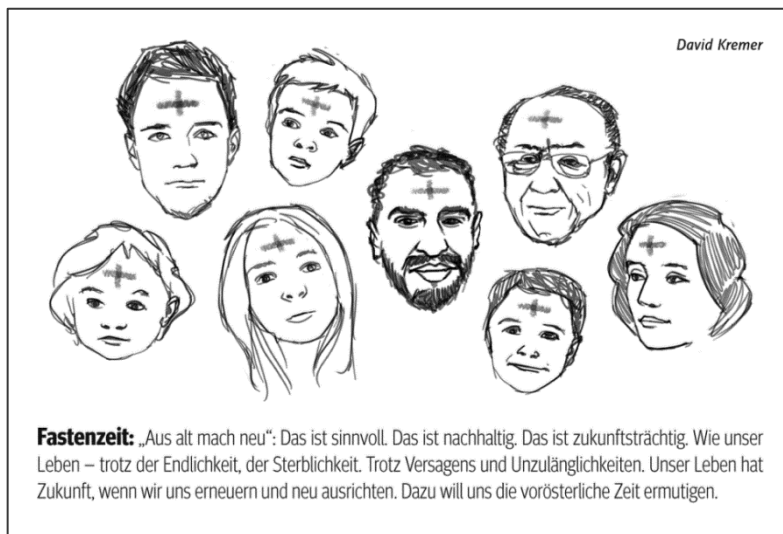 David Kremer
Fastenzeit: „Aus alt mach neu“: Das ist sinnvoll. Das ist nachhaltig. Das ist zukunftsträchtig. Wie unser
Leben – trotz der Endlichkeit, der Sterblichkeit. Trotz Versagens und Unzulänglichkeiten. Unser Leben hat
Zukunft, wenn wir uns erneuern und neu ausrichten. Dazu will uns die vorösterliche Zeit ermutigen.